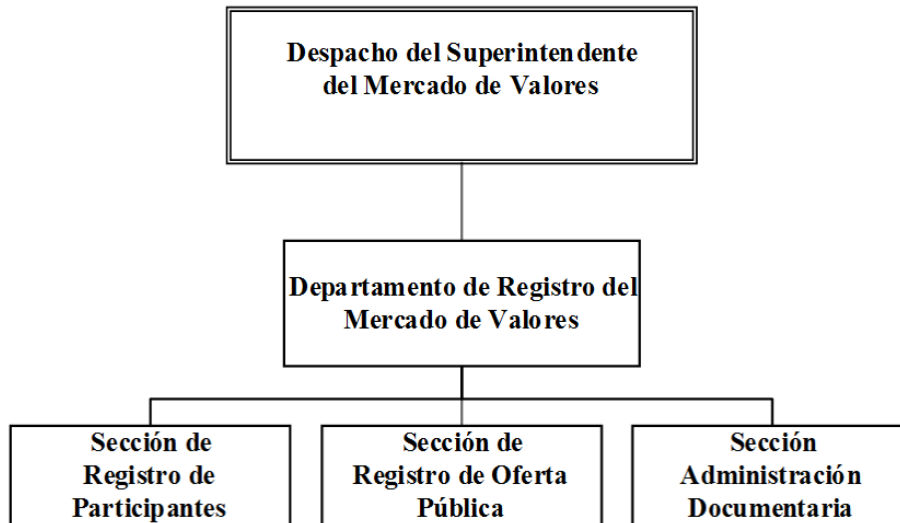 Despacho del Superintendente
del Mercado de Valores
Departamento de Registro del
Mercado de Valores
Sección de
Registro de
Participantes
Sección de
Registro de Oferta
Pública
Sección
Administración
Documentaria